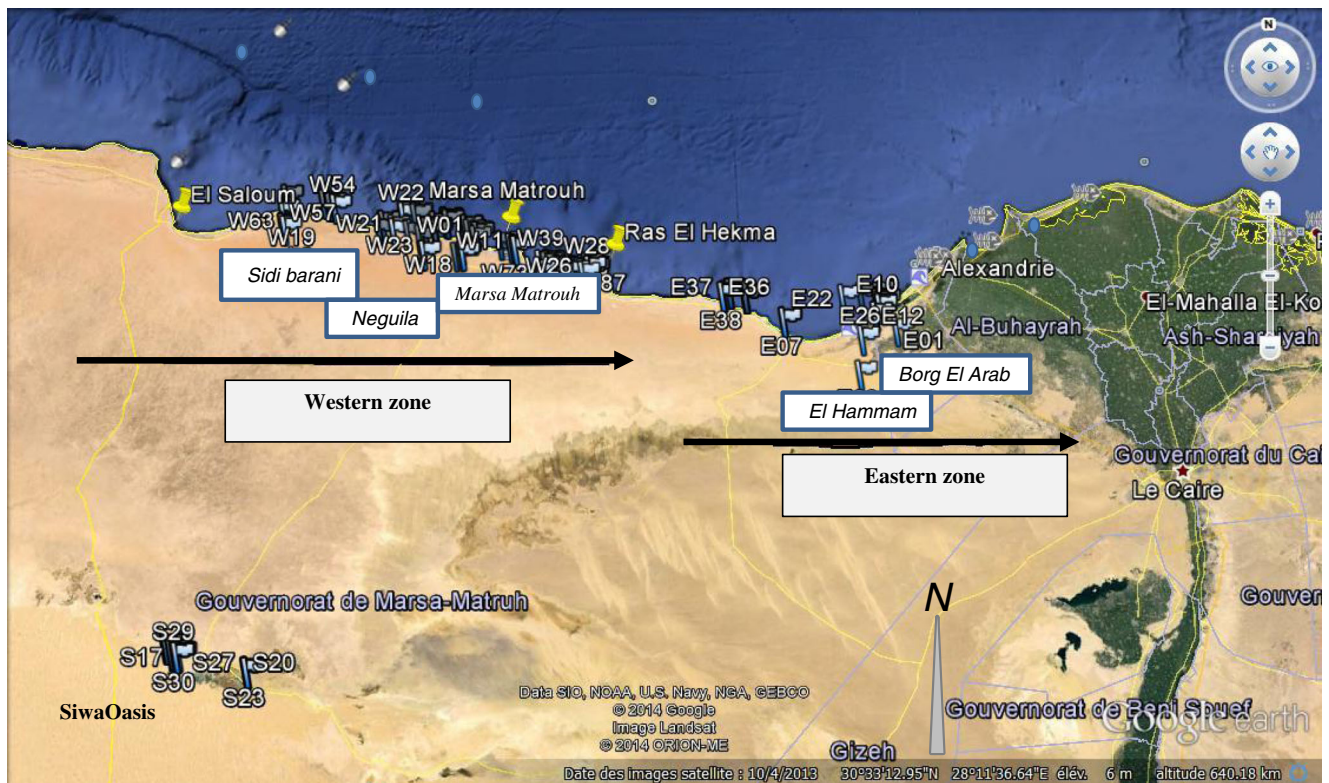 N
W54
W22
Marsa Matrouh
El Saloum
W63
W57
W21
W01
W19
W23
W11
W39
W28
Ras El Hekma
W18
W26
87
Sidi barani
Neguila
Marsa Matrouh
E37
E36
E38
E22
E10
E26
E12
E07
E01
Alexandrie
El-Mahalla El-Ko
Al-Buhayrah
Ash-Sharqiyah
Borg El Arab
El Hammam
Western zone
Eastern zone
Gouvernorat du Cai
Le Caire
Gouvernorat de Marsa-Matruh
N
Gouvern
S29
S17
S27
S20
S30
S23
SiwaOasis
Data SIO, NOAA, U.S. Navy, NGA, GEBCO
© 2014 Google
Image Landsat
© 2014 ORION-ME
Gouvernorat de Beni Souef
Google earth
Gizeh
Date des images satellite : 10/4/2013 30°33'12.95"N 28°11'36.64"E élév. 6 m altitude 640.18 km